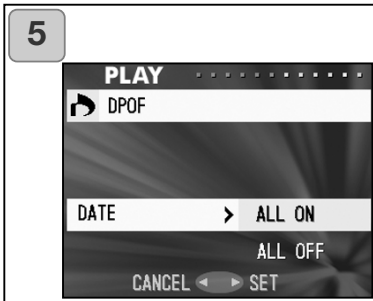 5
PLAY
DPOF
DATE > ALL ON
ALL OFF
CANCEL ◀ ▶ SET